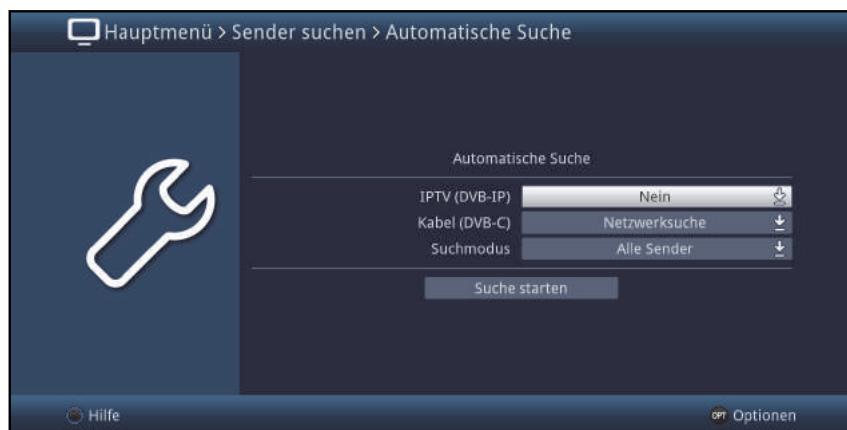 Hauptmenü > Sender suchen > Automatische Suche
Automatische Suche
IPTV (DVB-IP) Nein
Kabel (DVB-C) Netzwerksuche
Suchmodus Alle Sender
Suche starten
Hilfe OPT Optionen